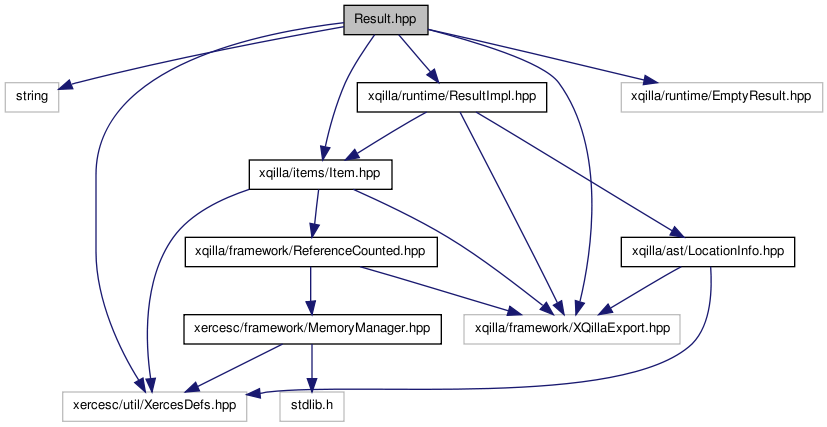 Result.hpp
string
xqilla/runtime/ResultImpl.hpp
xqilla/runtime/EmptyResult.hpp
xqilla/items/Item.hpp
xqilla/framework/ReferenceCounted.hpp
xqilla/ast/LocationInfo.hpp
xercesc/framework/MemoryManager.hpp
xqilla/framework/XQillaExport.hpp
xercesc/util/XercesDefs.hpp
stdlib.h